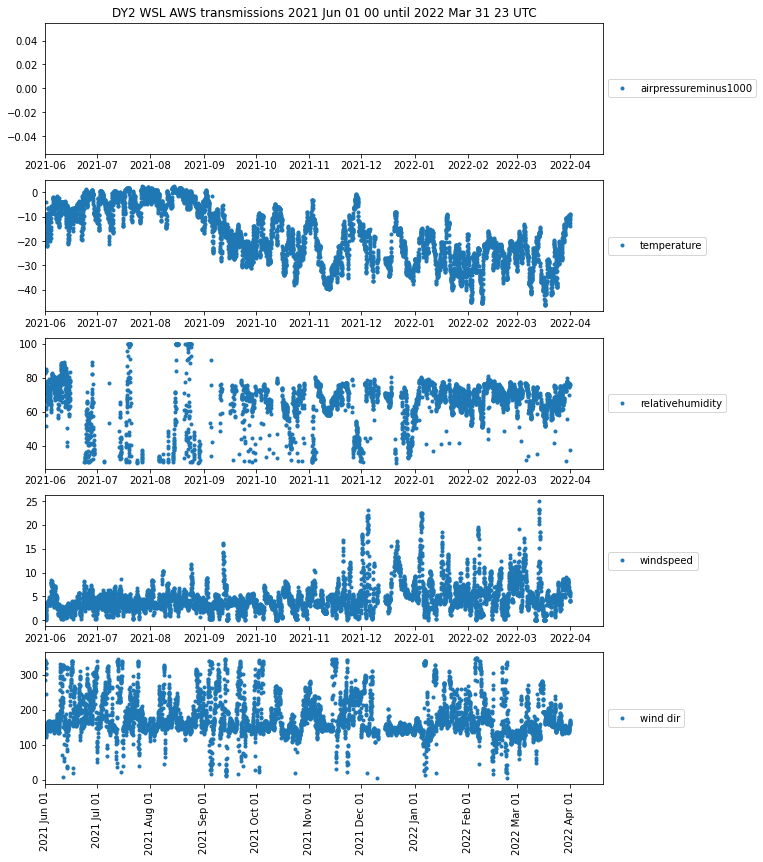 DY2 WSL AWS transmissions 2021 Jun 01 00 until 2022 Mar 31 23 UTC
0.04
0.02
0.00
−0.02
−0.04
airpressureminus1000
2021-06 2021-07 2021-08 2021-09 2021-10 2021-11 2021-12 2022-01 2022-02 2022-03 2022-04
0
−10
−20
−30
−40
temperature
2021-06 2021-07 2021-08 2021-09 2021-10 2021-11 2021-12 2022-01 2022-02 2022-03 2022-04
100
80
60
40
relativehumidity
2021-06 2021-07 2021-08 2021-09 2021-10 2021-11 2021-12 2022-01 2022-02 2022-03 2022-04
25
20
15
10
5
0
windspeed
2021-06 2021-07 2021-08 2021-09 2021-10 2021-11 2021-12 2022-01 2022-02 2022-03 2022-04
300
200
100
0
wind dir
2021 Jun 01
2021 Jul 01
2021 Aug 01
2021 Sep 01
2021 Oct 01
2021 Nov 01
2021 Dec 01
2022 Jan 01
2022 Feb 01
2022 Mar 01
2022 Apr 01